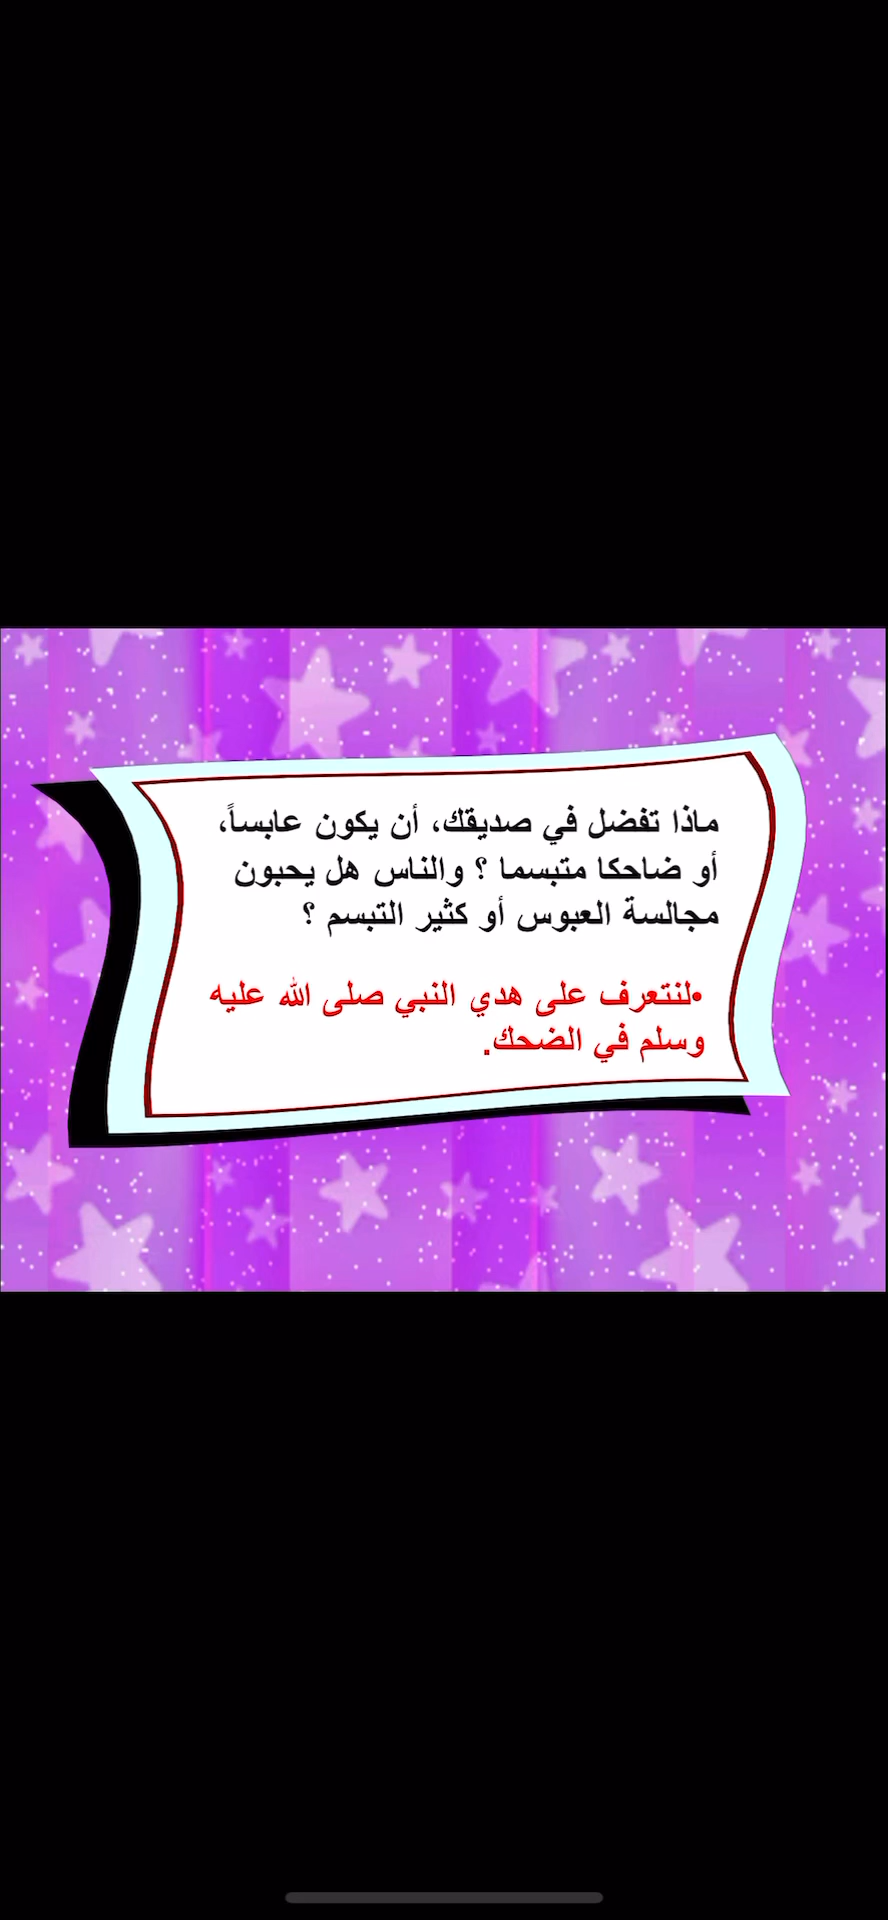 ماذا تفضل في صديقك، أن يكون عابساً،
أو ضاحكا متبسما ؟ والناس هل يحبون
مجالسة العبوس أو كثير التبسم ؟
•لنتعرف على هدي النبي صلى الله عليه
وسلم في الضحك.